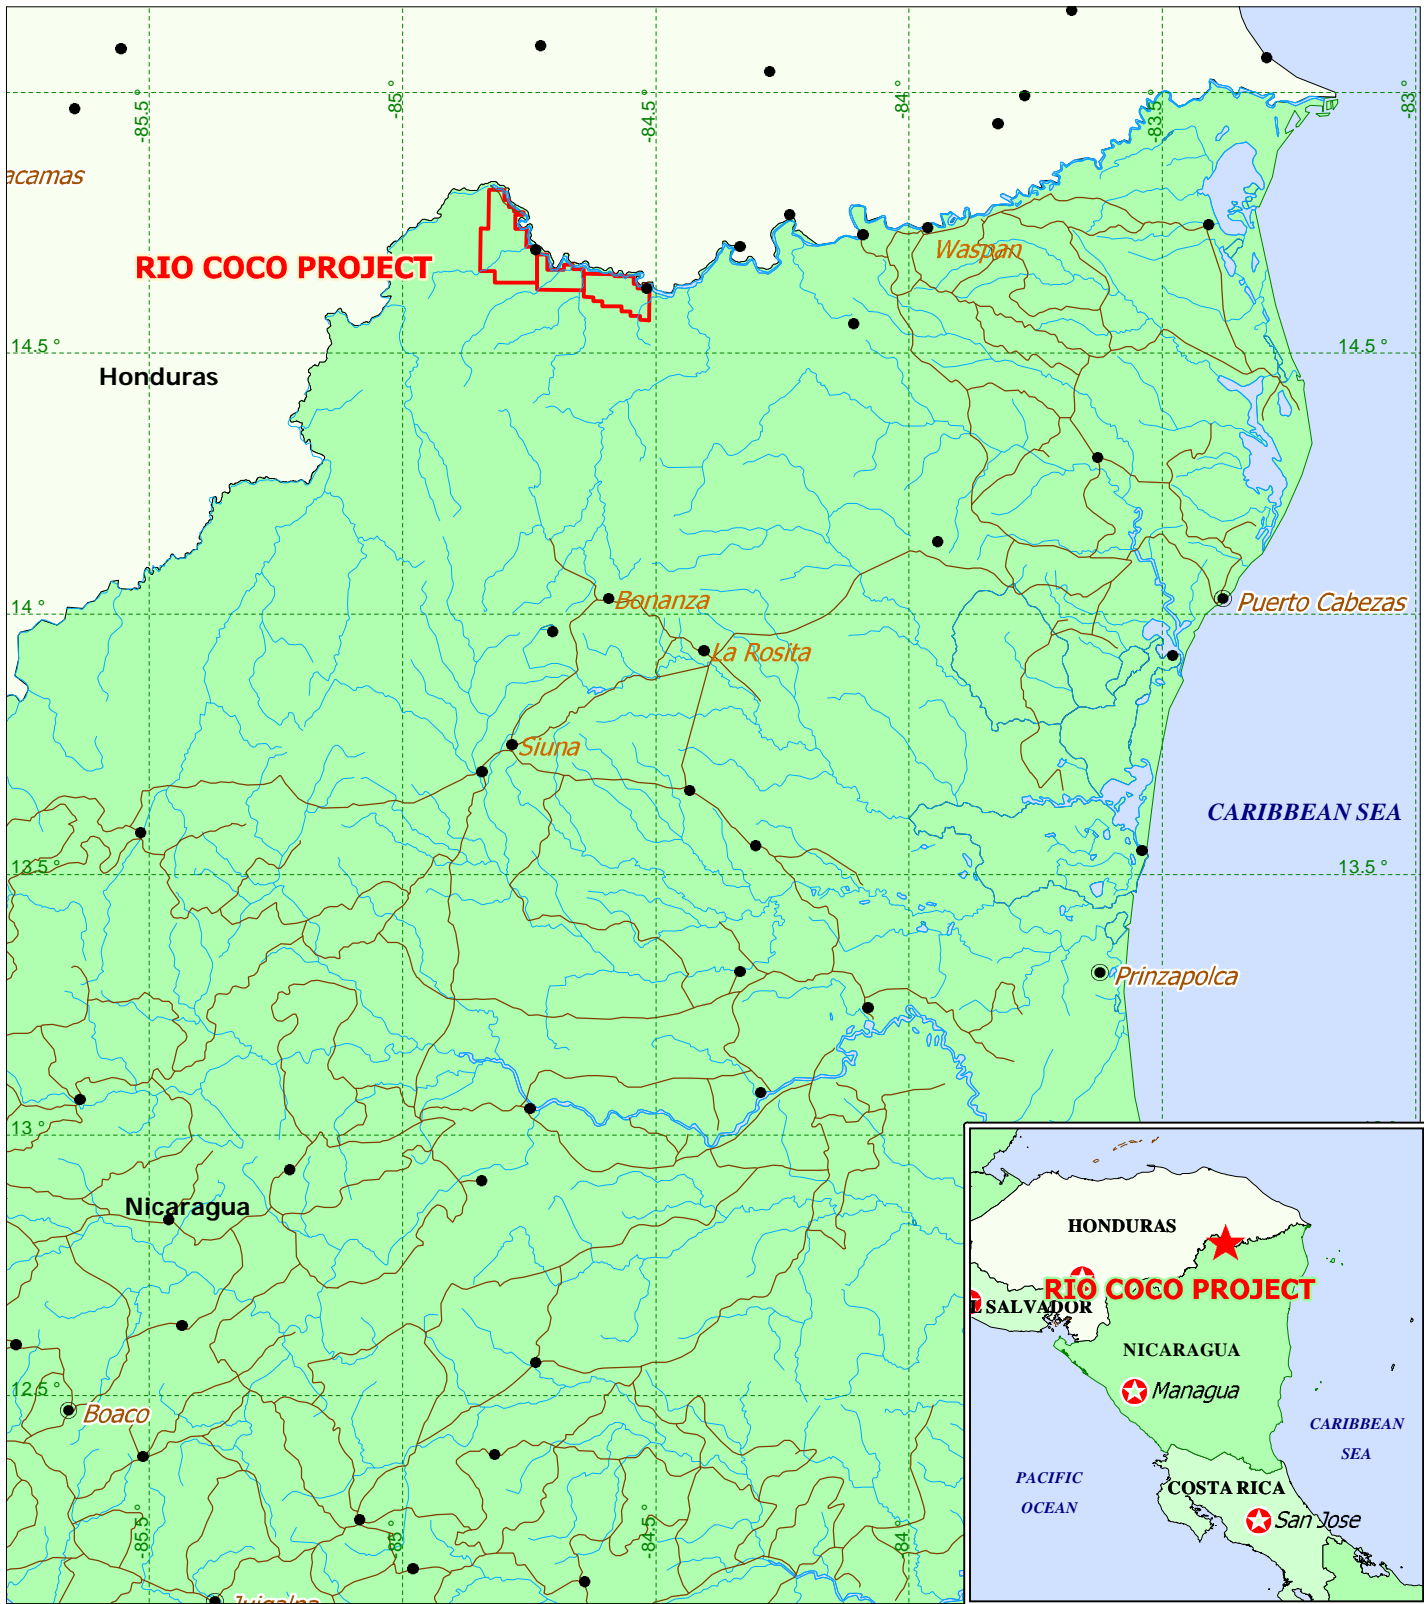 -85.5
-85
-84.5
-84
-83.5
-83 °
acamas
Waspan
RIO COCO PROJECT
14.5 °
14.5 °
Honduras
14 °
Bonanza
Puerto Cabezas
La Rosita
Siuna
CARIBBEAN SEA
13.5 °
13.5 °
Prinzapolca
13 °
Nicaragua
12.5 °
Boaco
-85.5 °
-85 °
-84.5 °
-84 °
Juigalpa
HONDURAS
RIO COCO PROJECT
L SALVADOR
NICARAGUA
Managua
CARIBBEAN
SEA
PACIFIC
OCEAN
COSTA RICA
San Jose